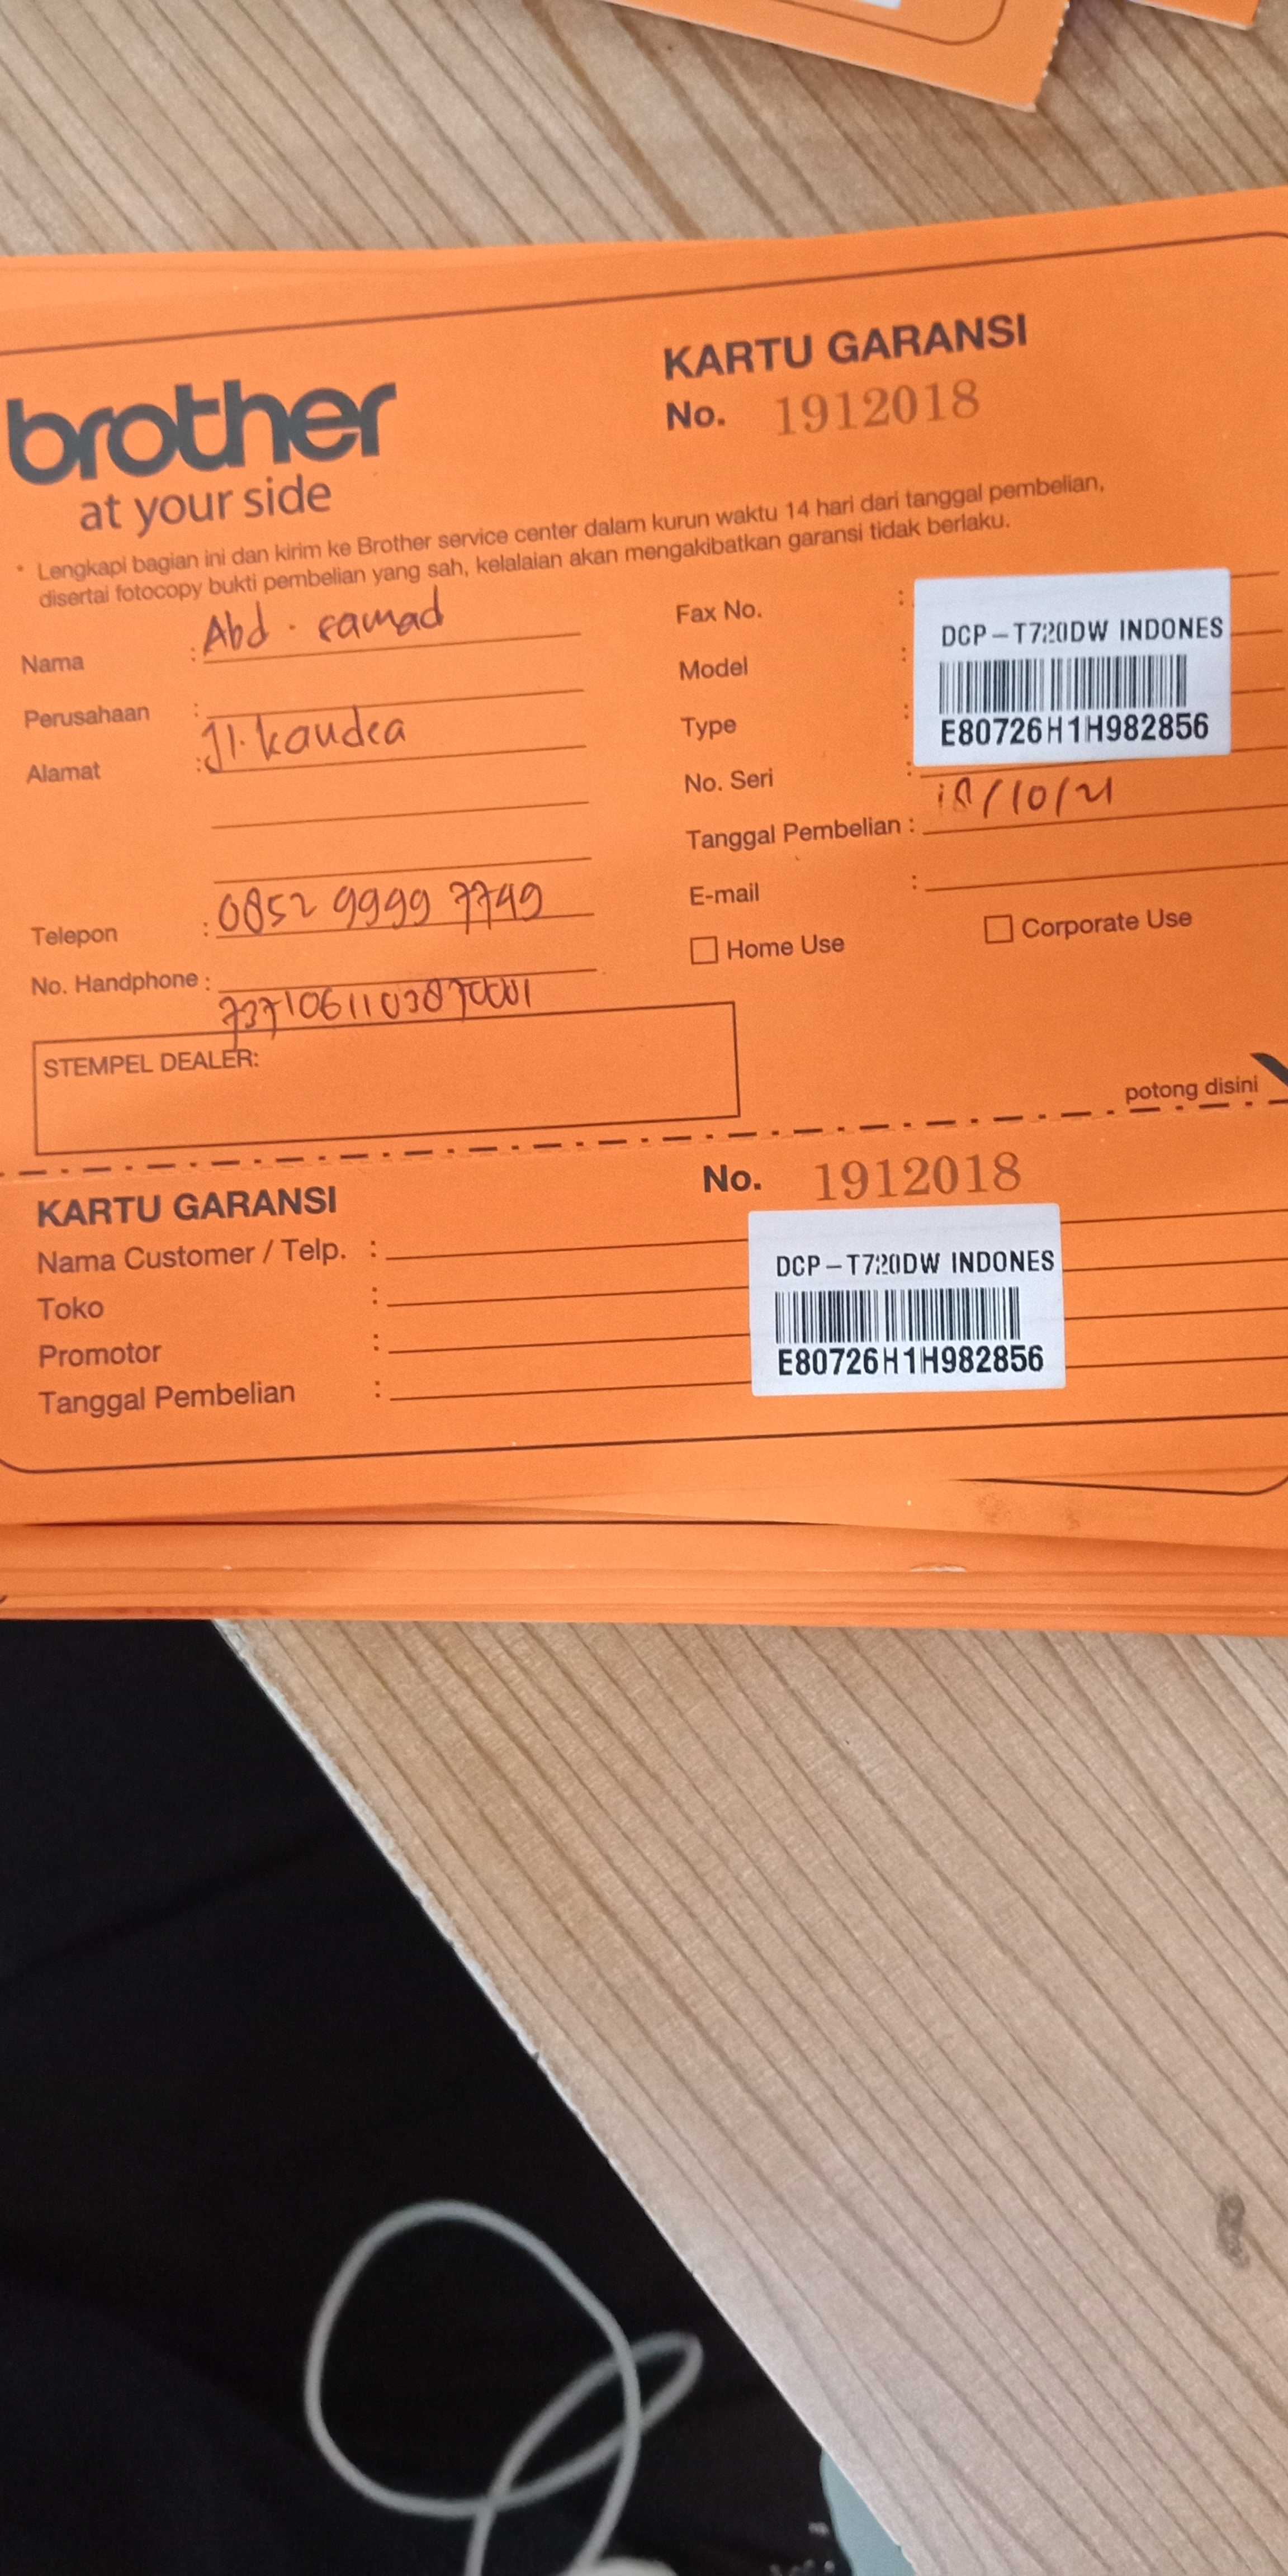 brother
at your side
KARTU GARANSI
No. 1912018
* Lengkapi bagian ini dan kirim ke Brother service center dalam kurun waktu 14 hari dari tanggal pembelian,
disertai fotocopy bukti pembelian yang sah, kelalaian akan mengakibatkan garansi tidak berlaku.
Nama : Abd. samad
Perusahaan :
Alamat : Jl. kandea
Telepon : 0852 9999 7749
No. Handphone :
7371061103870001
STEMPEL DEALER:
Fax No. :
Model :
Type :
No. Seri :
DCP-T720DW INDONES
E80726H1H982856
Tanggal Pembelian : /10/21
E-mail :
Home Use
Corporate Use
potong disini
KARTU GARANSI
No. 1912018
Nama Customer / Telp. :
Toko :
Promotor :
Tanggal Pembelian :
DCP-T720DW INDONES
E80726H1H982856